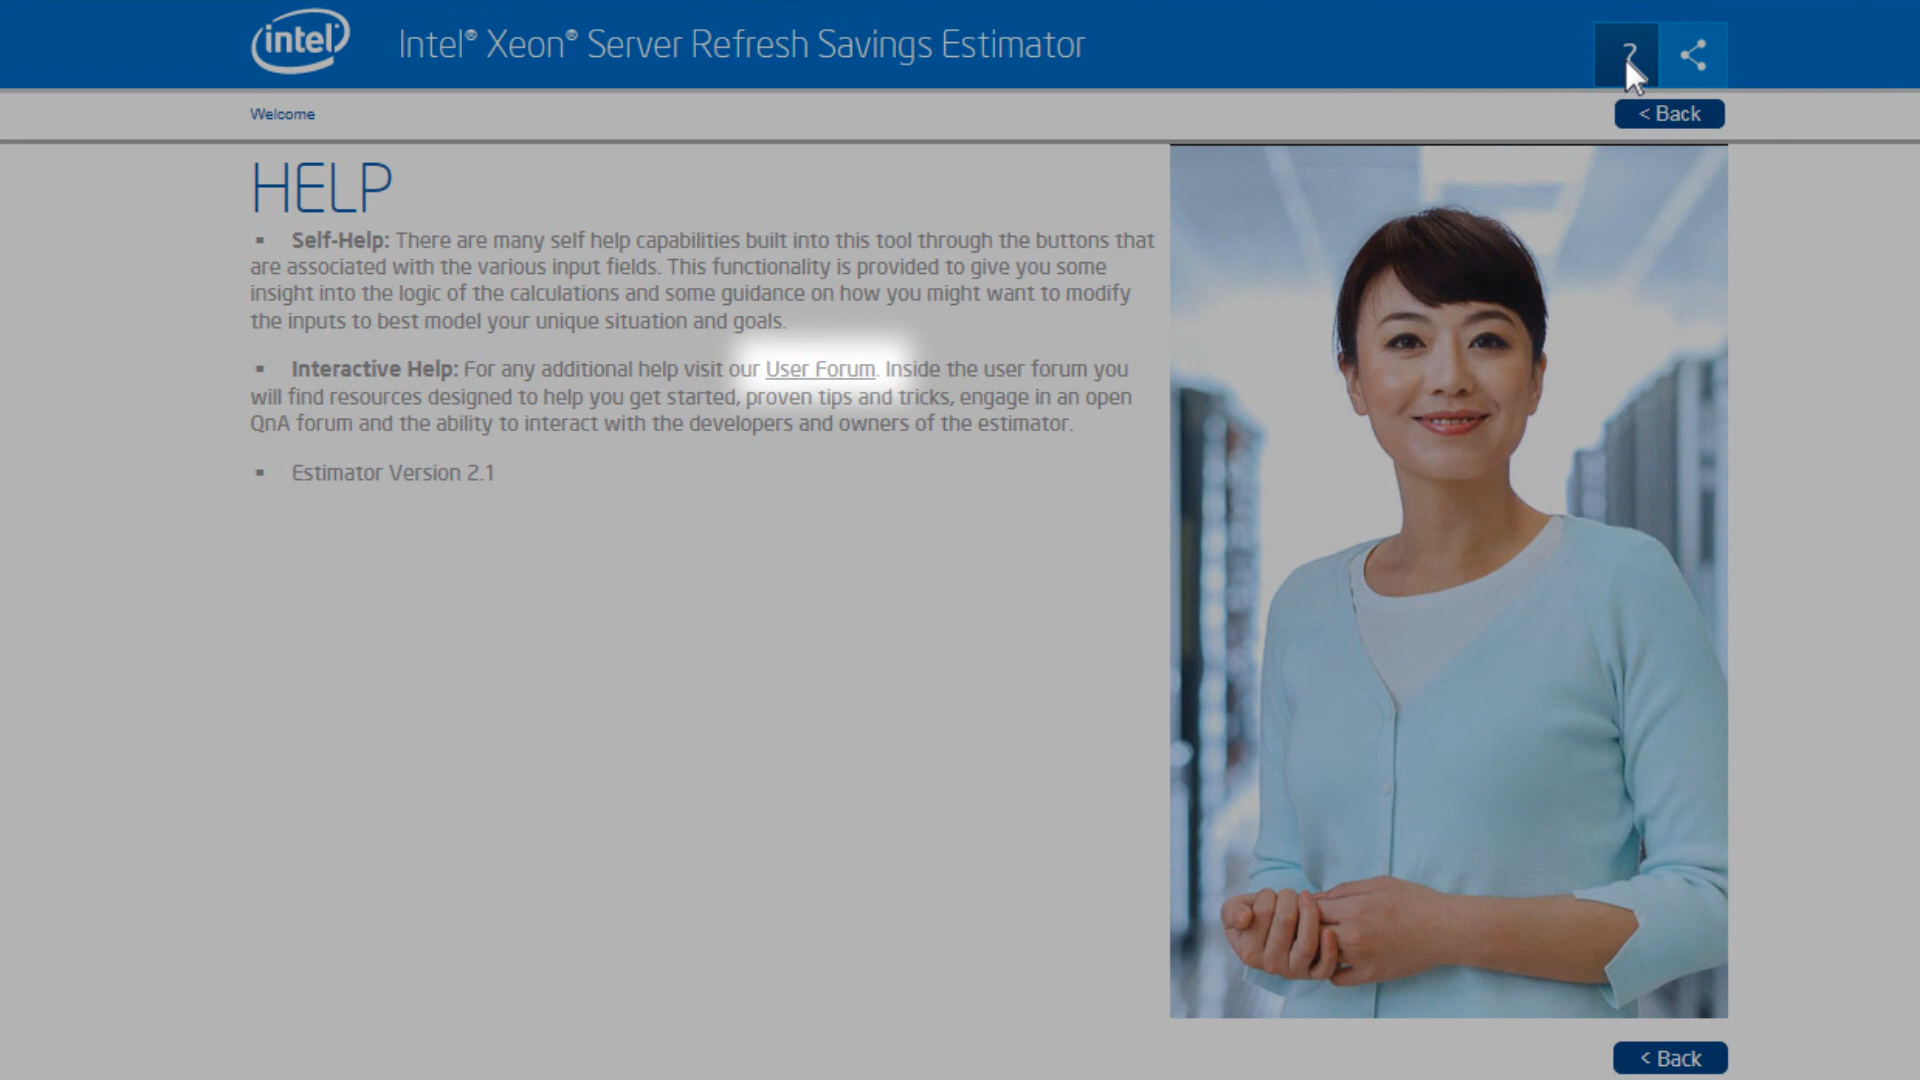 intel
Intel® Xeon® Server Refresh Savings Estimator
?
Welcome
< Back
HELP
▪ Self-Help: There are many self help capabilities built into this tool through the buttons that
are associated with the various input fields. This functionality is provided to give you some
insight into the logic of the calculations and some guidance on how you might want to modify
the inputs to best model your unique situation and goals.
▪ Interactive Help: For any additional help visit our User Forum. Inside the user forum you
will find resources designed to help you get started, proven tips and tricks, engage in an open
QnA forum and the ability to interact with the developers and owners of the estimator.
▪ Estimator Version 2.1
< Back